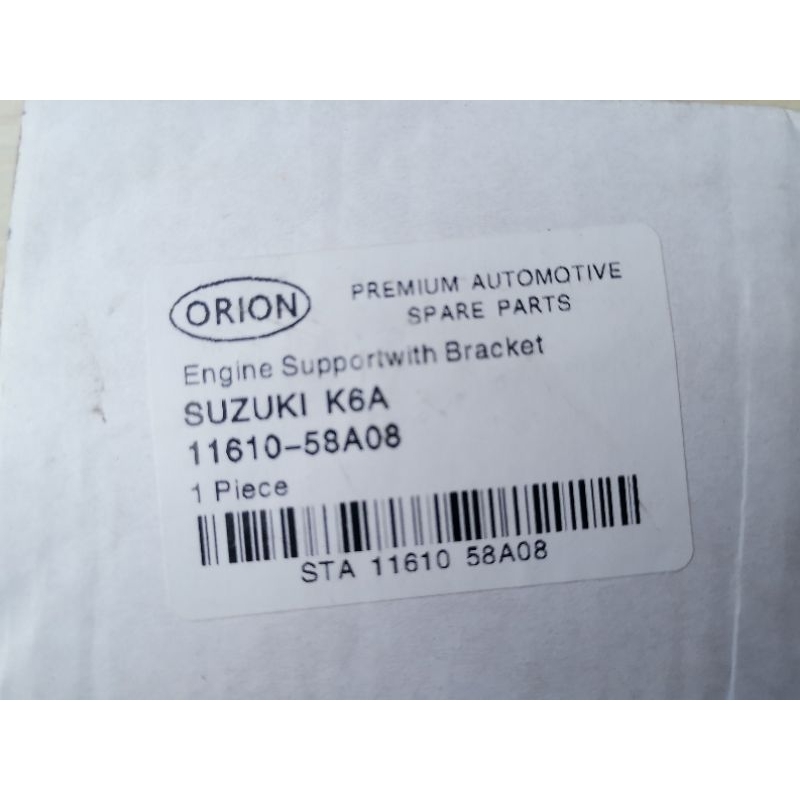 ORION
PREMIUM AUTOMOTIVE
SPARE PARTS
Engine Supportwith Bracket
SUZUKI K6A
11610-58A08
1 Piece
STA 11610 58A08